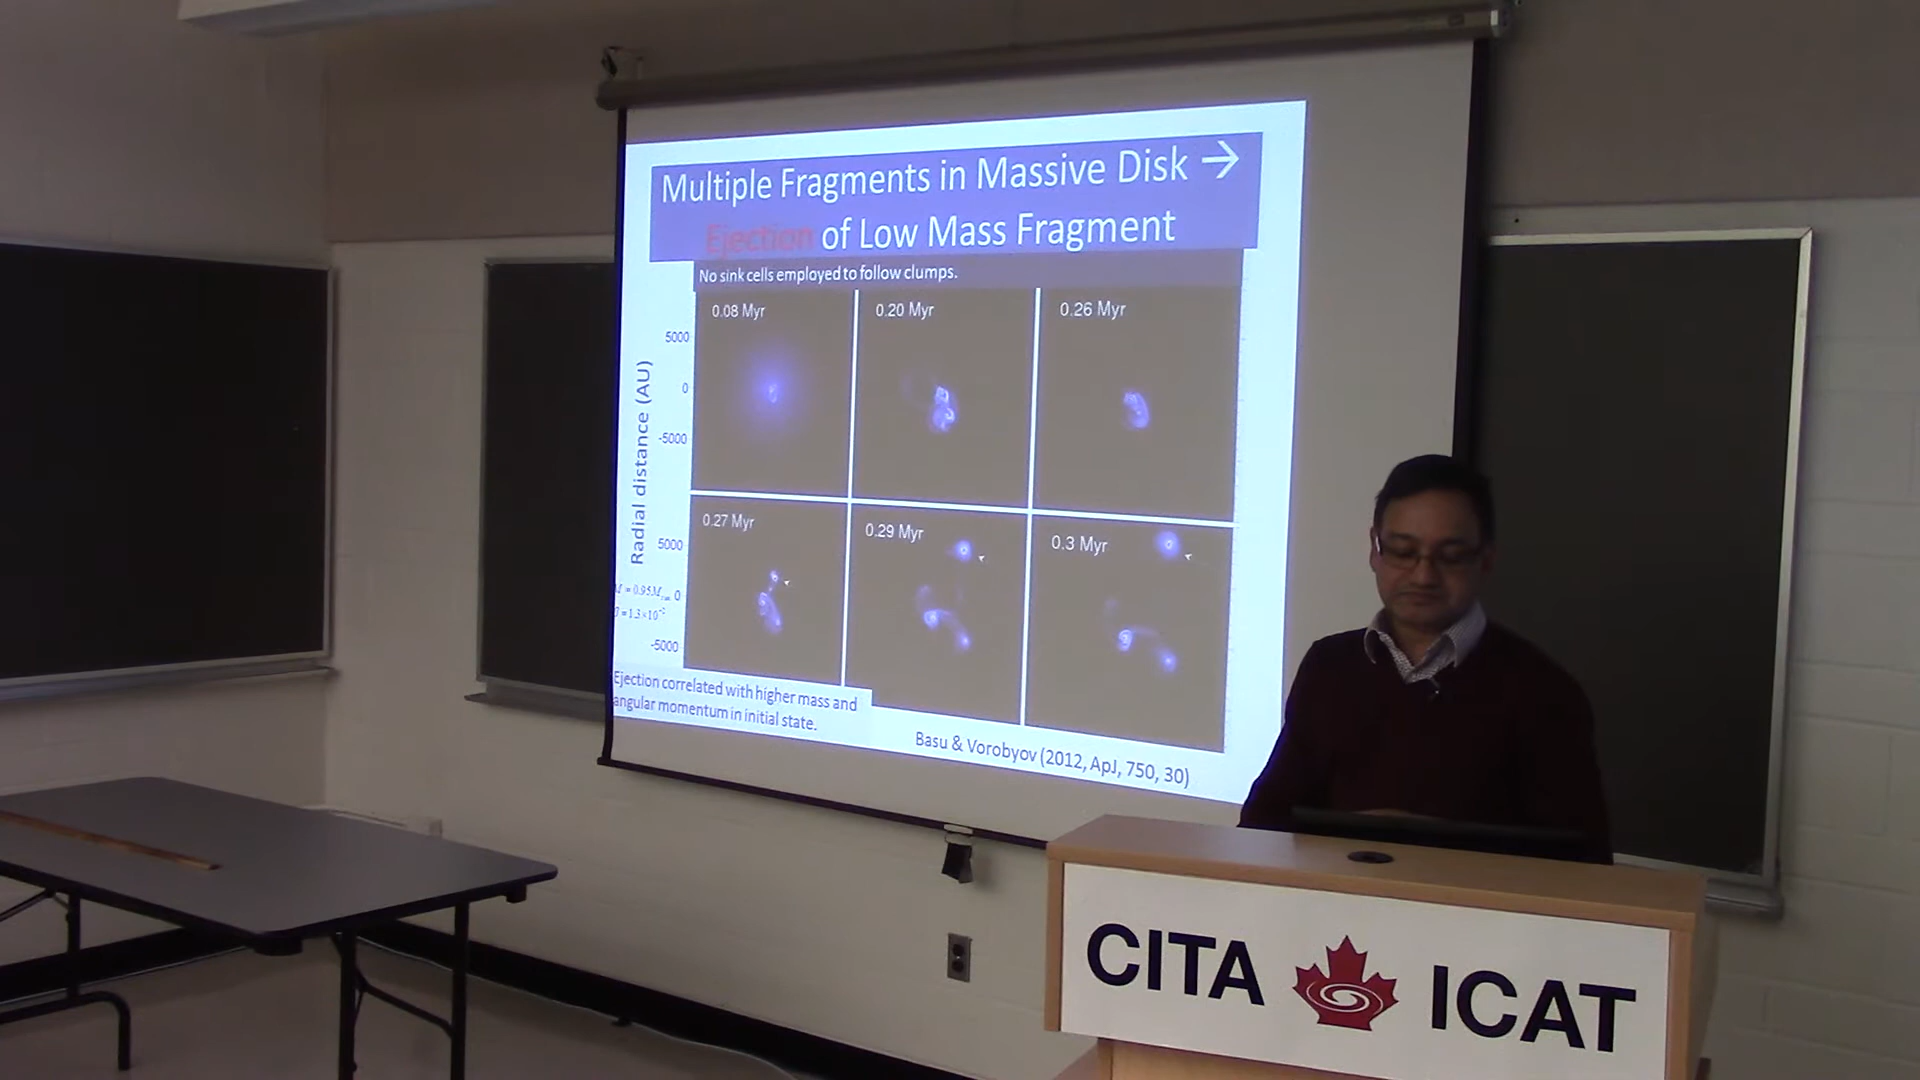 Multiple Fragments in Massive Disk →
Ejection of Low Mass Fragment
No sink cells employed to follow clumps.
0.08 Myr
0.20 Myr
0.26 Myr
5000
0
-5000
Radial distance (AU)
0.27 Myr
0.29 Myr
0.3 Myr
5000
0
-5000
Ejection correlated with higher mass and
angular momentum in initial state.
Basu & Vorobyov (2012, ApJ, 750, 30)
CITA ICAT